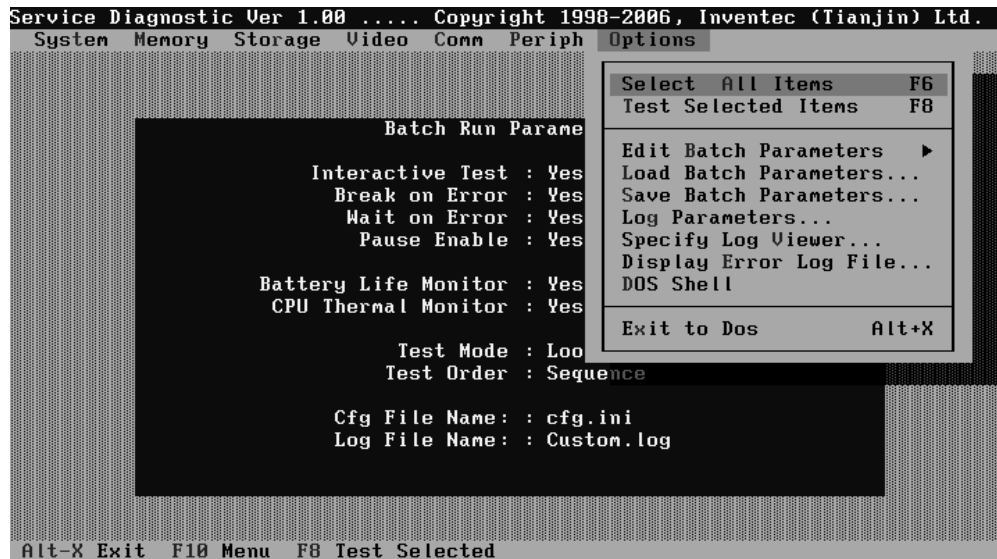 Service Diagnostic Ver 1.00 ..... Copyright 1998-2006, Inventec (Tianjin) Ltd.
System Memory Storage Video Comm Periph Options
Select All Items F6
Test Selected Items F8
Edit Batch Parameters ►
Load Batch Parameters...
Save Batch Parameters...
Log Parameters...
Specify Log Viewer...
Display Error Log File...
DOS Shell
Exit to Dos Alt+X
Batch Run Parame
Interactive Test : Yes
Break on Error : Yes
Wait on Error : Yes
Pause Enable : Yes
Battery Life Monitor : Yes
CPU Thermal Monitor : Yes
Test Mode : Loo
Test Order : Sequence
Cfg File Name: : cfg.ini
Log File Name: : Custom.log
Alt-X Exit F10 Menu F8 Test Selected